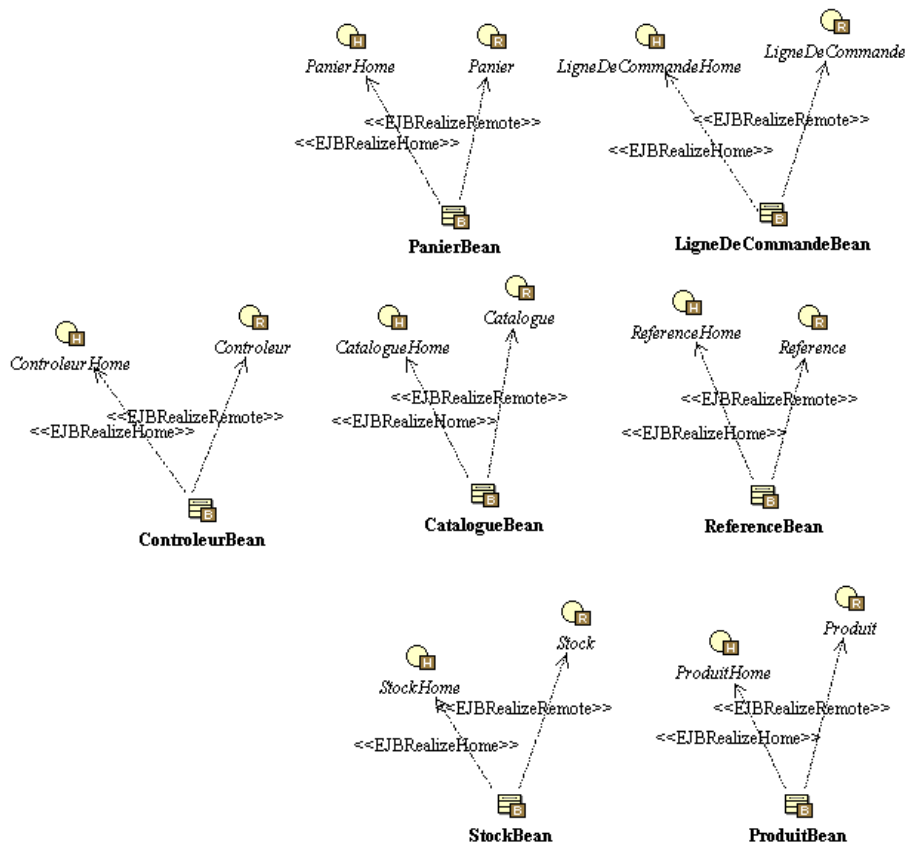 H
R
H
R
PanierHome
Panier
LigneDeCommandeHome
LigneDeCommande
<<EJBRealizeRemote>>
<<EJBRealizeHome>>
<<EJBRealizeRemote>>
<<EJBRealizeHome>>
B
B
PanierBean
LigneDeCommandeBean
H
R
H
R
H
R
ControleurHome
Controleur
CatalogueHome
Catalogue
ReferenceHome
Reference
<<EJBRealizeRemote>>
<<EJBRealizeHome>>
<<EJBRealizeRemote>>
<<EJBRealizeHome>>
<<EJBRealizeRemote>>
<<EJBRealizeHome>>
B
B
B
ControleurBean
CatalogueBean
ReferenceBean
H
R
H
R
StockHome
Stock
ProduitHome
Produit
<<EJBRealizeRemote>>
<<EJBRealizeHome>>
<<EJBRealizeRemote>>
<<EJBRealizeHome>>
B
B
StockBean
ProduitBean